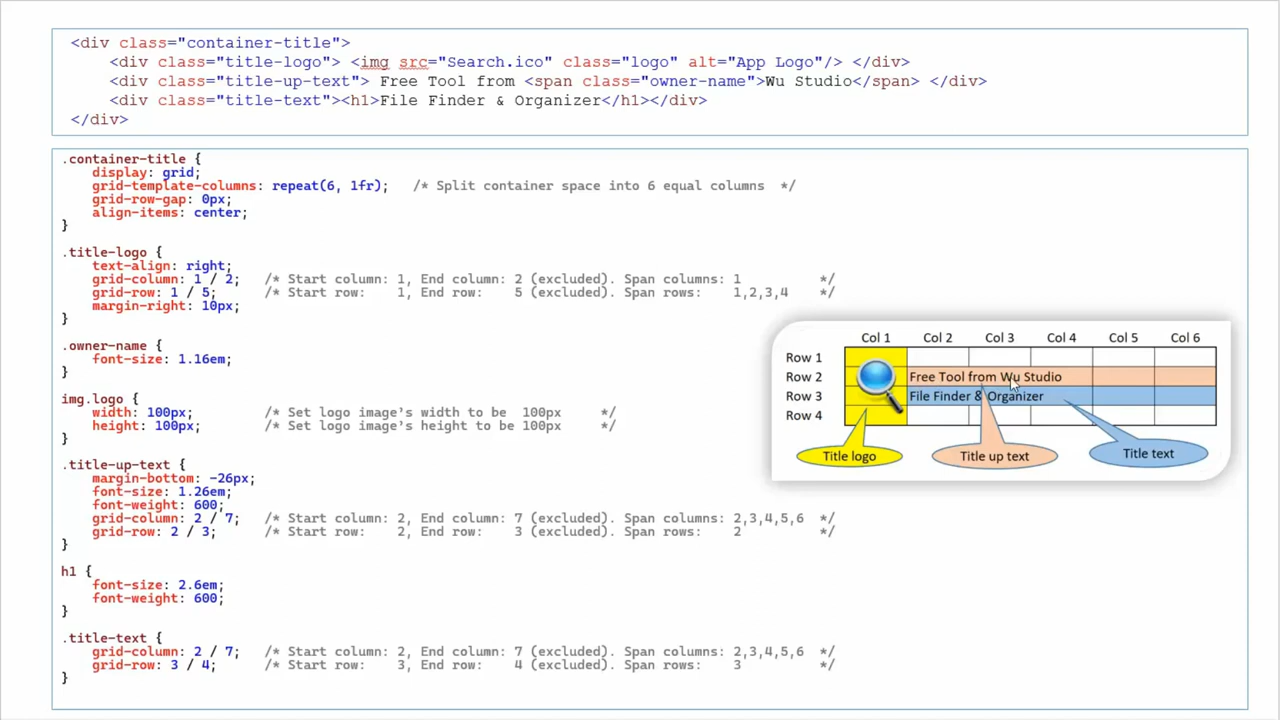 <div class="container-title">
<div class="title-logo"> <img src="Search.ico" class="logo" alt="App Logo"/> </div>
<div class="title-up-text"> Free Tool from <span class="owner-name">Wu Studio</span> </div>
<div class="title-text"><h1>File Finder & Organizer</h1></div>
</div>
.container-title {
display: grid;
grid-template-columns: repeat(6, 1fr); /* Split container space into 6 equal columns */
grid-row-gap: 0px;
align-items: center;
}
.title-logo {
text-align: right;
grid-column: 1 / 2; /* Start column: 1, End column: 2 (excluded). Span columns: 1 */
grid-row: 1 / 5; /* Start row: 1, End row: 5 (excluded). Span rows: 1,2,3,4 */
margin-right: 10px;
}
.owner-name {
font-size: 1.16em;
}
img.logo {
width: 100px; /* Set logo image's width to be 100px */
height: 100px; /* Set logo image's height to be 100px */
}
.title-up-text {
margin-bottom: -26px;
font-size: 1.26em;
font-weight: 600;
grid-column: 2 / 7; /* Start column: 2, End column: 7 (excluded). Span columns: 2,3,4,5,6 */
grid-row: 2 / 3; /* Start row: 2, End row: 3 (excluded). Span rows: 2 */
}
h1 {
font-size: 2.6em;
font-weight: 600;
}
.title-text {
grid-column: 2 / 7; /* Start column: 2, End column: 7 (excluded). Span columns: 2,3,4,5,6 */
grid-row: 3 / 4; /* Start row: 3, End row: 4 (excluded). Span rows: 3 */
}
Col 1 Col 2 Col 3 Col 4 Col 5 Col 6
Row 1
Row 2 Free Tool from Wu Studio
Row 3 File Finder & Organizer
Row 4
Title logo Title up text Title text